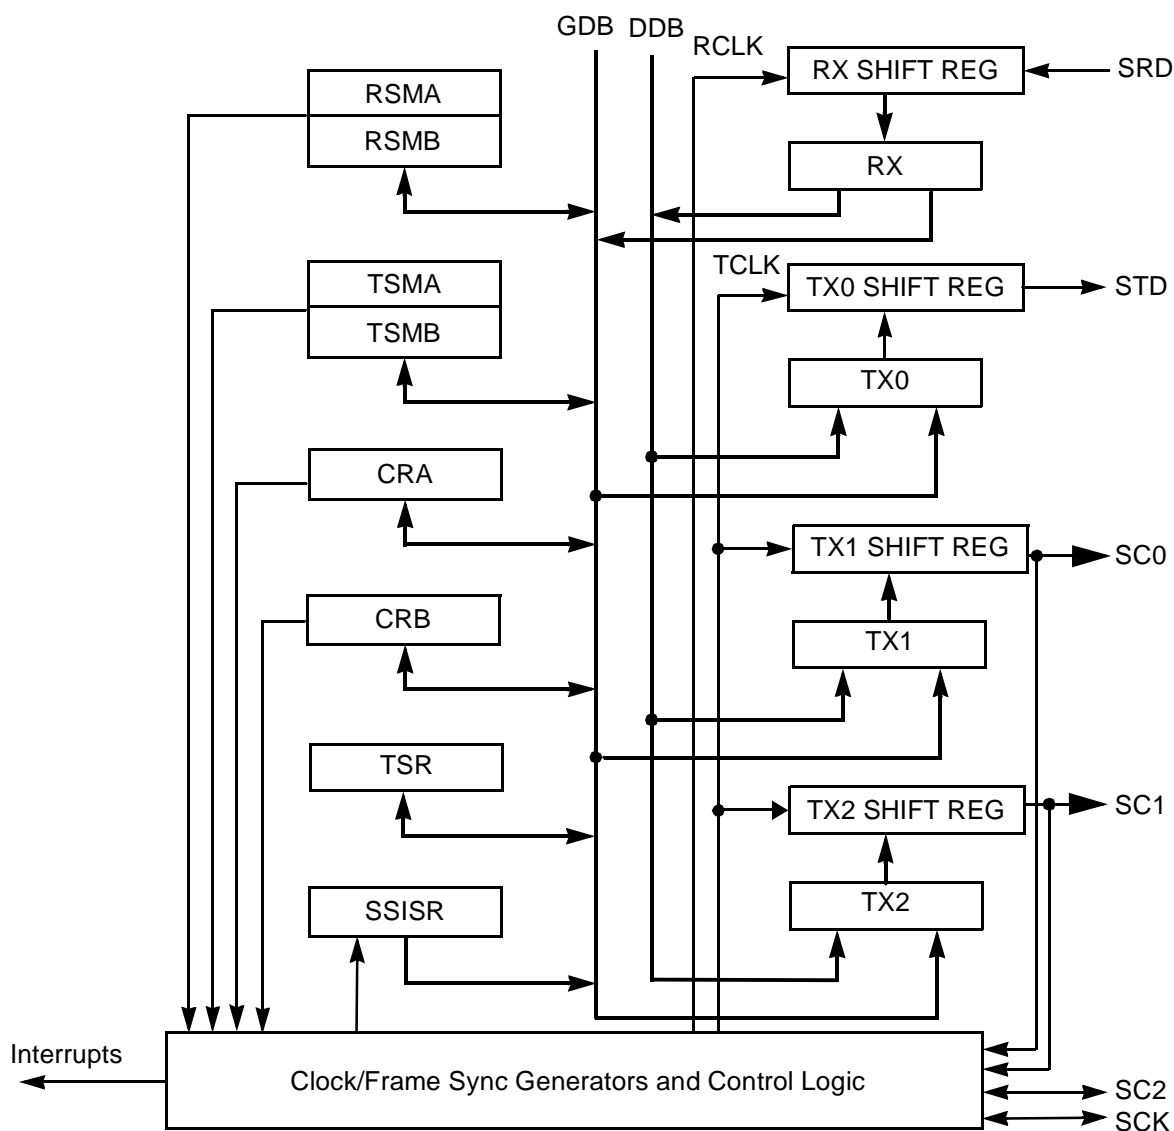 GDB DDB
RCLK
RX SHIFT REG
SRD
RSMA
RSMB
RX
TCLK
TX0 SHIFT REG
STD
TSMA
TSMB
TX0
CRA
TX1 SHIFT REG
SC0
CRB
TX1
TSR
TX2 SHIFT REG
SC1
SSISR
TX2
Interrupts
Clock/Frame Sync Generators and Control Logic
SC2
SCK